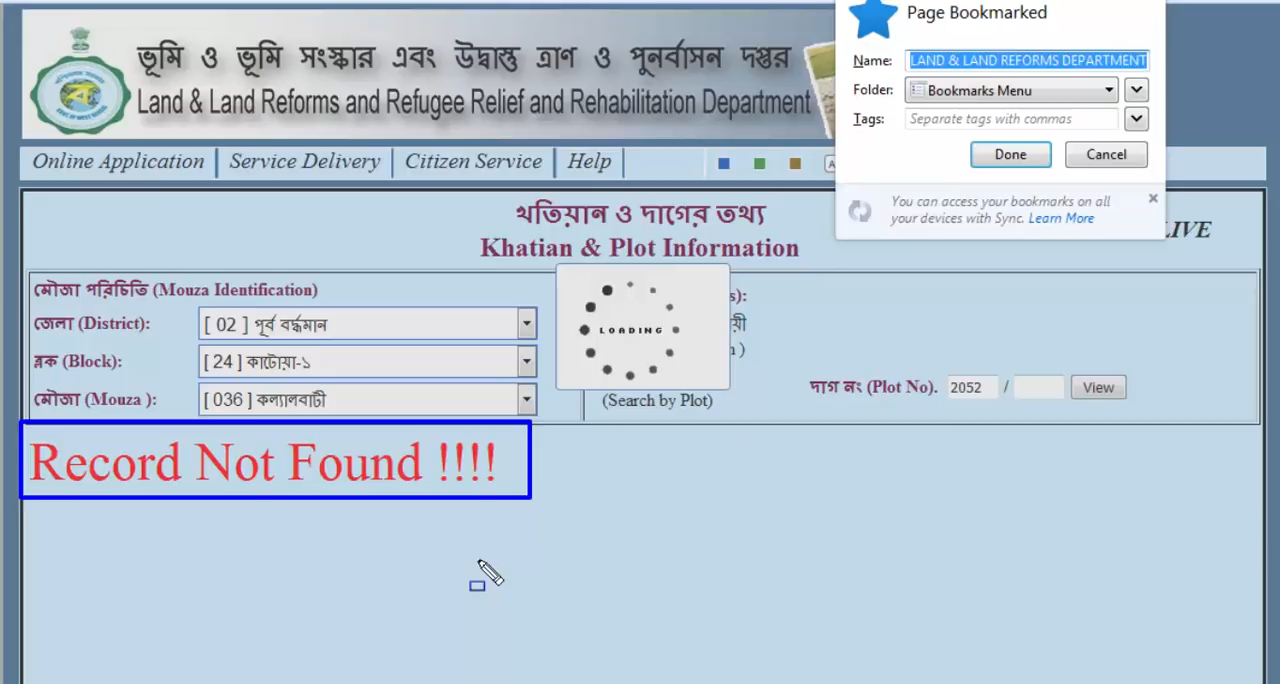 ভূমি ও ভূমি সংস্কার এবং উদ্বাস্তু ত্রাণ ও পুনর্বাসন দপ্তর
Land & Land Reforms and Refugee Relief and Rehabilitation Department
Page Bookmarked
Name: LAND & LAND REFORMS DEPARTMENT
Folder: Bookmarks Menu
Tags: Separate tags with commas
Done Cancel
You can access your bookmarks on all
your devices with Sync. Learn More
Online Application Service Delivery Citizen Service Help A
খতিয়ান ও দাগের তথ্য
LIVE
Khatian & Plot Information
মৌজা পরিচিতি (Mouza Identification)
জেলা (District): [ 02 ] পূর্ব বর্দ্ধমান
ব্লক (Block): [ 24 ] কাটোয়া-১
মৌজা (Mouza ): [ 036 ] কল্যালবাটী
LOADING
s):
য়ী
(Search by Plot)
দাগ নং (Plot No). 2052 / View
Record Not Found !!!!